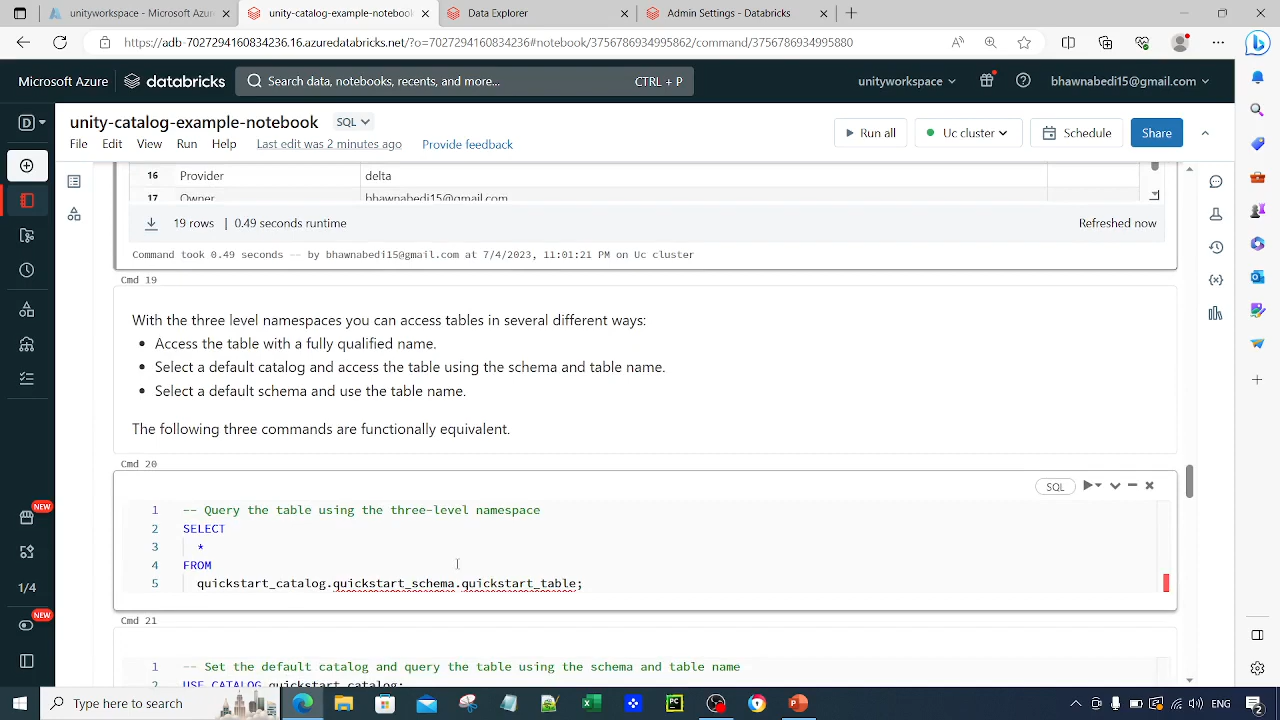 unityworkspace - Microsoft Azure
unity-catalog-example-notebook
Data Explorer
Admin Settings - Databricks
https://adb-7027294160834236.16.azuredatabricks.net/?o=7027294160834236#notebook/3756786934995862/command/3756786934995880
Microsoft Azure
databricks
Search data, notebooks, recents, and more...
CTRL + P
unityworkspace
bhawnabedi15@gmail.com
unity-catalog-example-notebook
SQL
File Edit View Run Help Last edit was 2 minutes ago Provide feedback
Run all
Uc cluster
Schedule
Share
16 Provider delta
17 Owner bhawnabedi15@gmail.com
19 rows | 0.49 seconds runtime
Refreshed now
Command took 0.49 seconds -- by bhawnabedi15@gmail.com at 7/4/2023, 11:01:21 PM on Uc cluster
Cmd 19
With the three level namespaces you can access tables in several different ways:
• Access the table with a fully qualified name.
• Select a default catalog and access the table using the schema and table name.
• Select a default schema and use the table name.
The following three commands are functionally equivalent.
Cmd 20
SQL
1 -- Query the table using the three-level namespace
2 SELECT
3 *
4 FROM
5 quickstart_catalog.quickstart_schema.quickstart_table;
Cmd 21
1 -- Set the default catalog and query the table using the schema and table name
2 USE CATALOG quickstart_catalog;
D
NEW
1/4
NEW
Type here to search
ENG